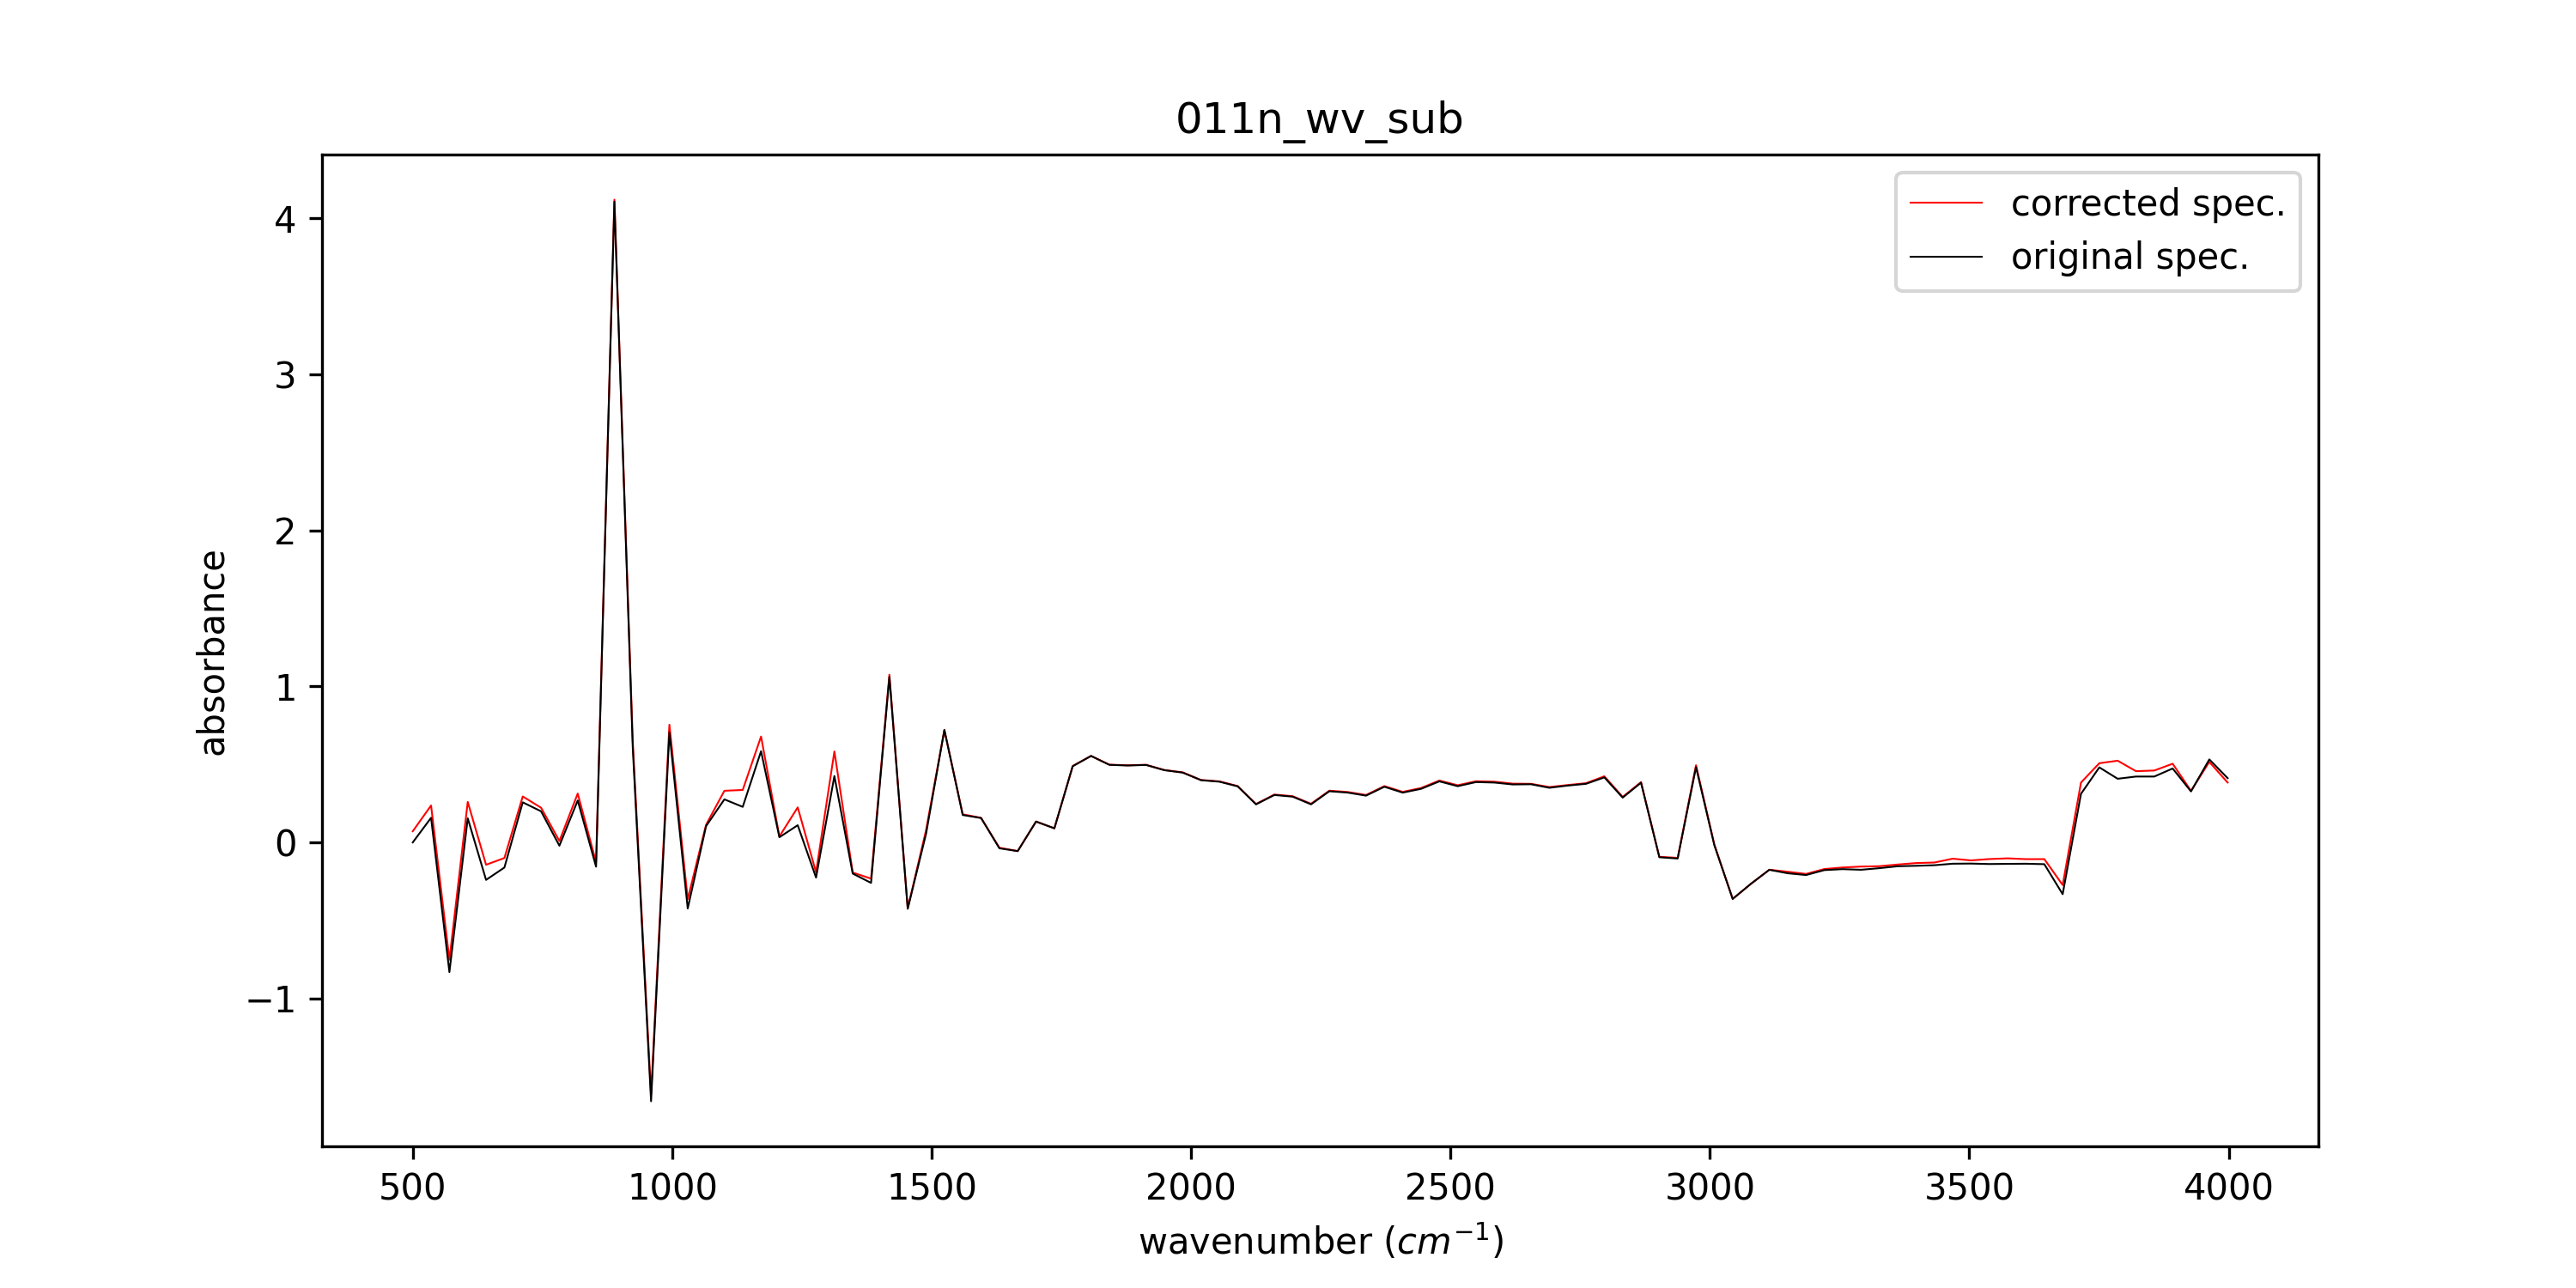 011n_wv_sub
corrected spec.
original spec.
4
3
2
1
0
−1
absorbance
500 1000 1500 2000 2500 3000 3500 4000
wavenumber (cm⁻¹)